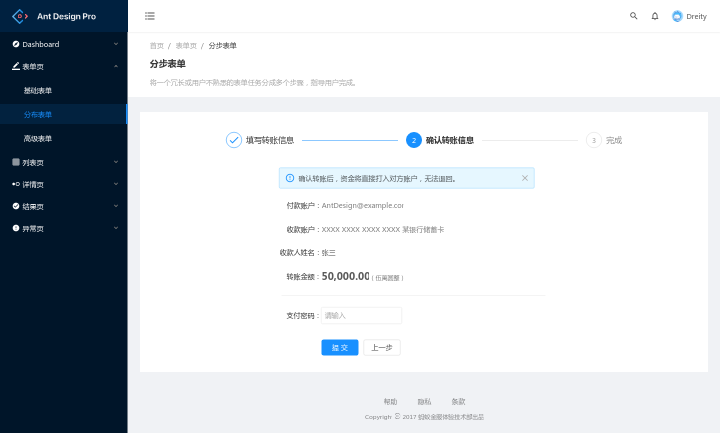 Ant Design Pro
Dreity
Dashboard
表单页
基础表单
分布表单
高级表单
列表页
详情页
结果页
异常页
首页 / 表单页 / 分步表单
分步表单
将一个冗长或用户不熟悉的表单任务分成多个步骤，指导用户完成。
填写转账信息
2 确认转账信息
3 完成
确认转账后，资金将直接打入对方账户，无法退回。
付款账户：AntDesign@example.cor
收款账户：XXXX XXXX XXXX XXXX 某银行储蓄卡
收款人姓名：张三
转账金额：50,000.00（伍萬圆整）
支付密码：请输入
提 交 上一步
帮助 隐私 条款
Copyright © 2017 蚂蚁金服体验技术部出品